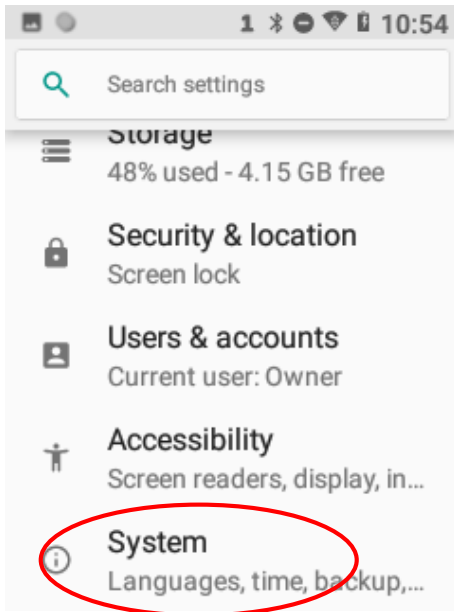 1 10:54
Search settings
Storage
48% used - 4.15 GB free
Security & location
Screen lock
Users & accounts
Current user: Owner
Accessibility
Screen readers, display, in...
System
Languages, time, backup,...